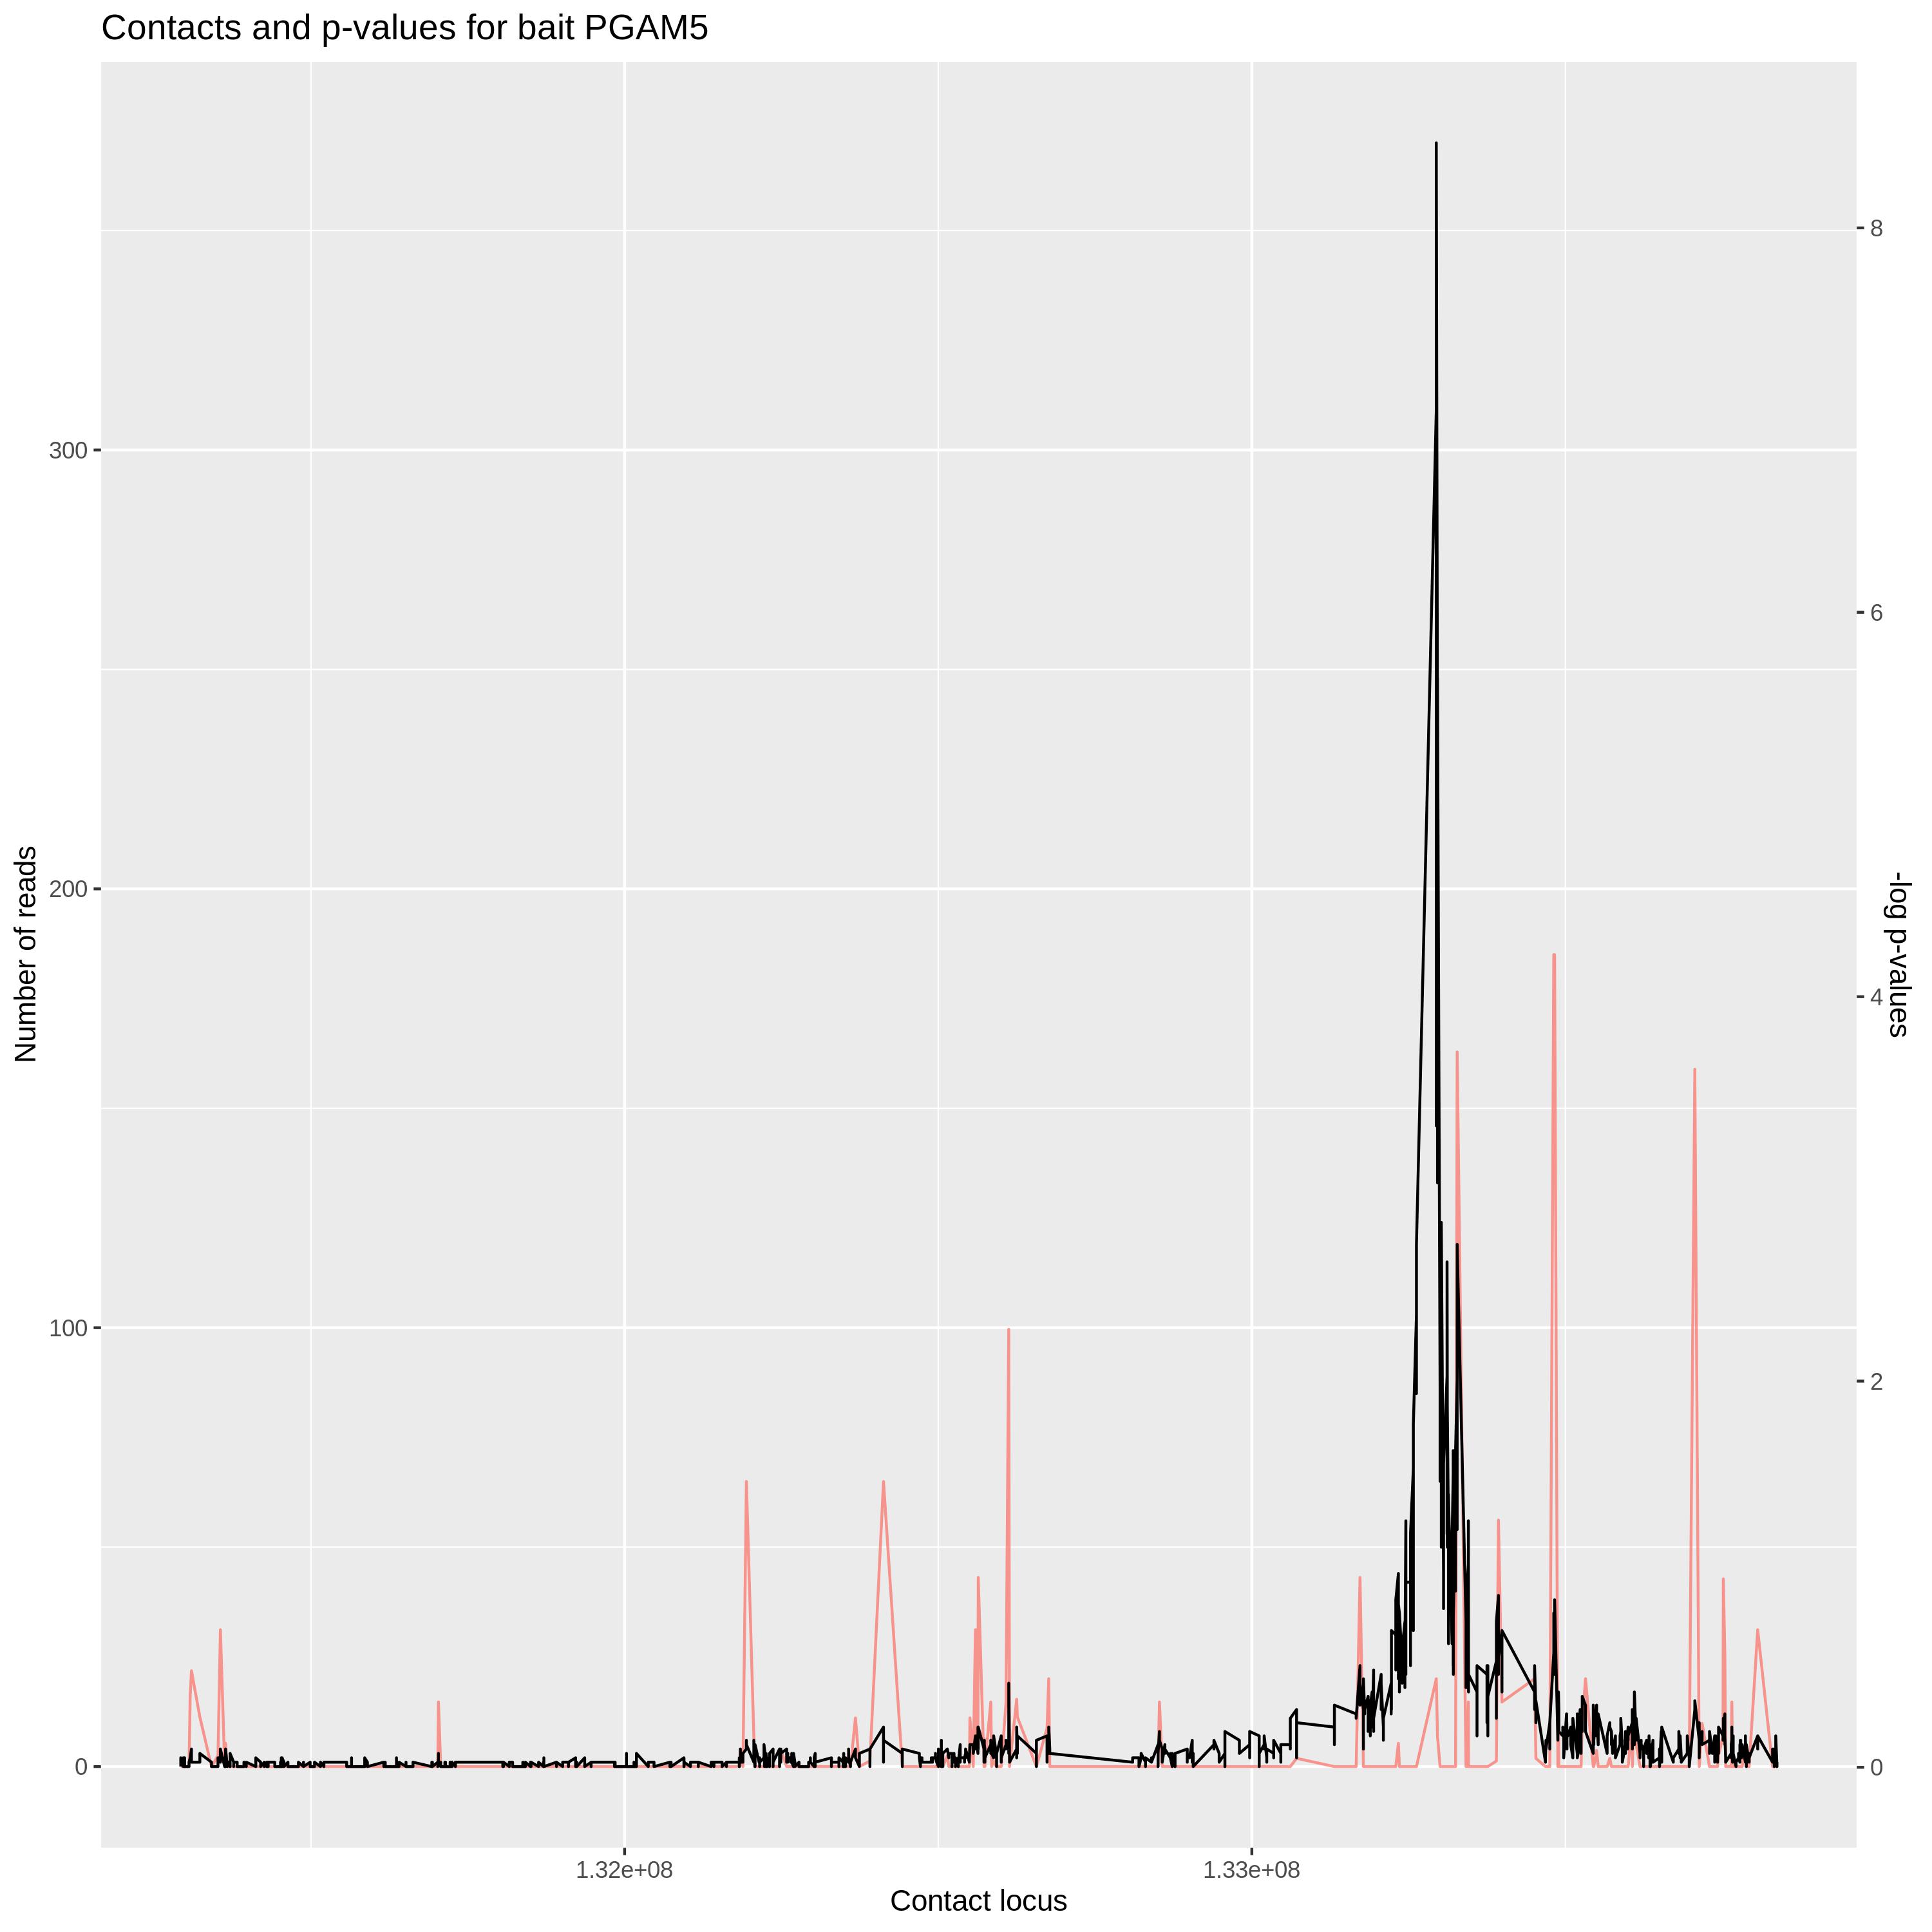 Contacts and p-values for bait PGAM5
300
200
100
0
Number of reads
8
6
4
2
0
-log p-values
1.32e+08
1.33e+08
Contact locus